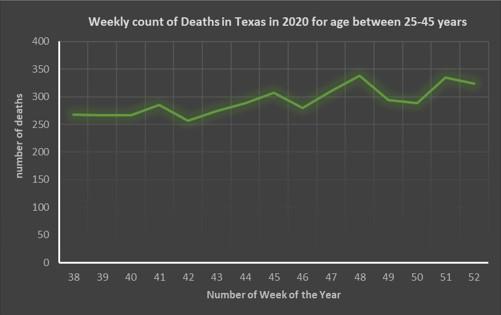 Weekly count of Deaths in Texas in 2020 for age between 25-45 years
400
350
300
250
200
150
100
50
0
number of deaths
38 39 40 41 42 43 44 45 46 47 48 49 50 51 52
Number of Week of the Year